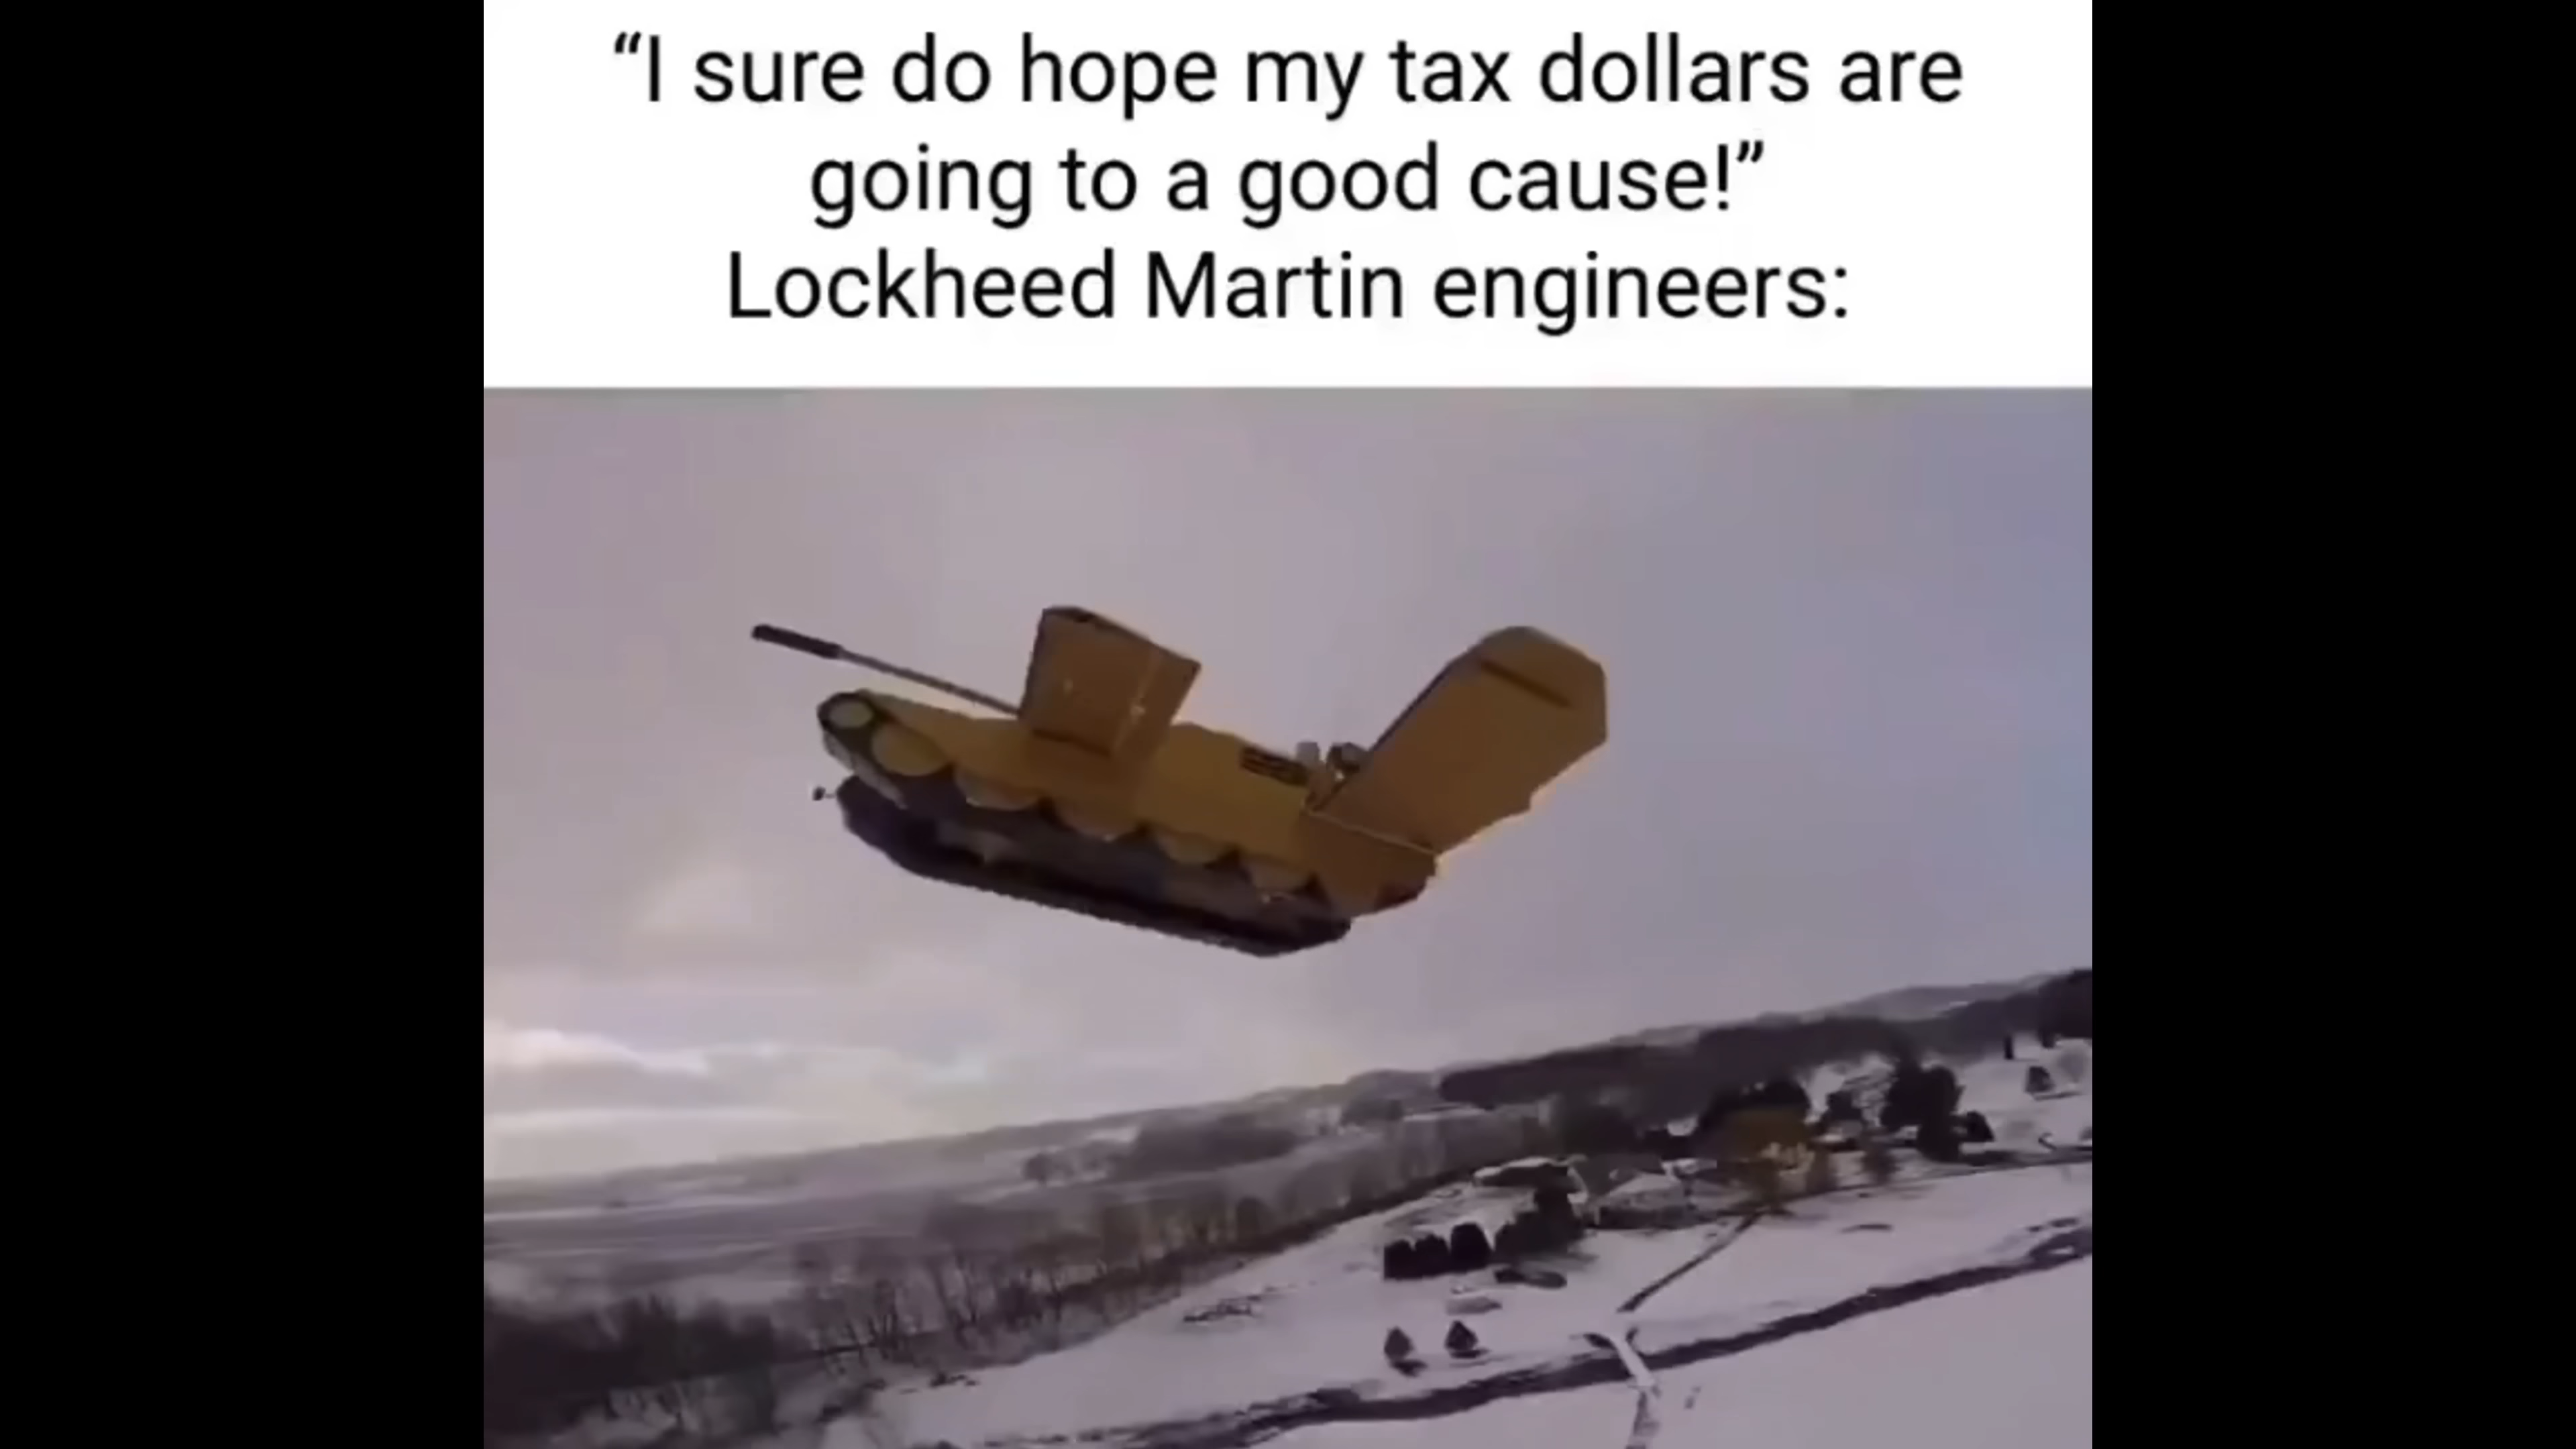 “I sure do hope my tax dollars are
going to a good cause!”
Lockheed Martin engineers: